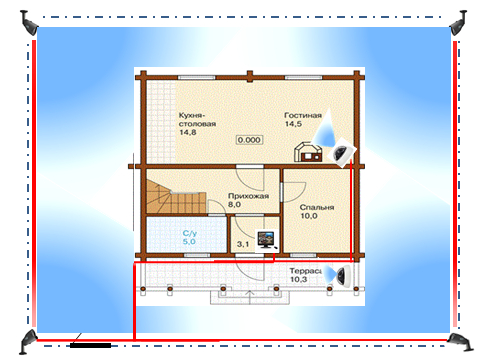 Кухня-
столовая
14,8
Гостиная
14,5
0.000
Прихожая
8,0
Спальня
10,0
С/у
5,0
3,1
Терраса
10,3